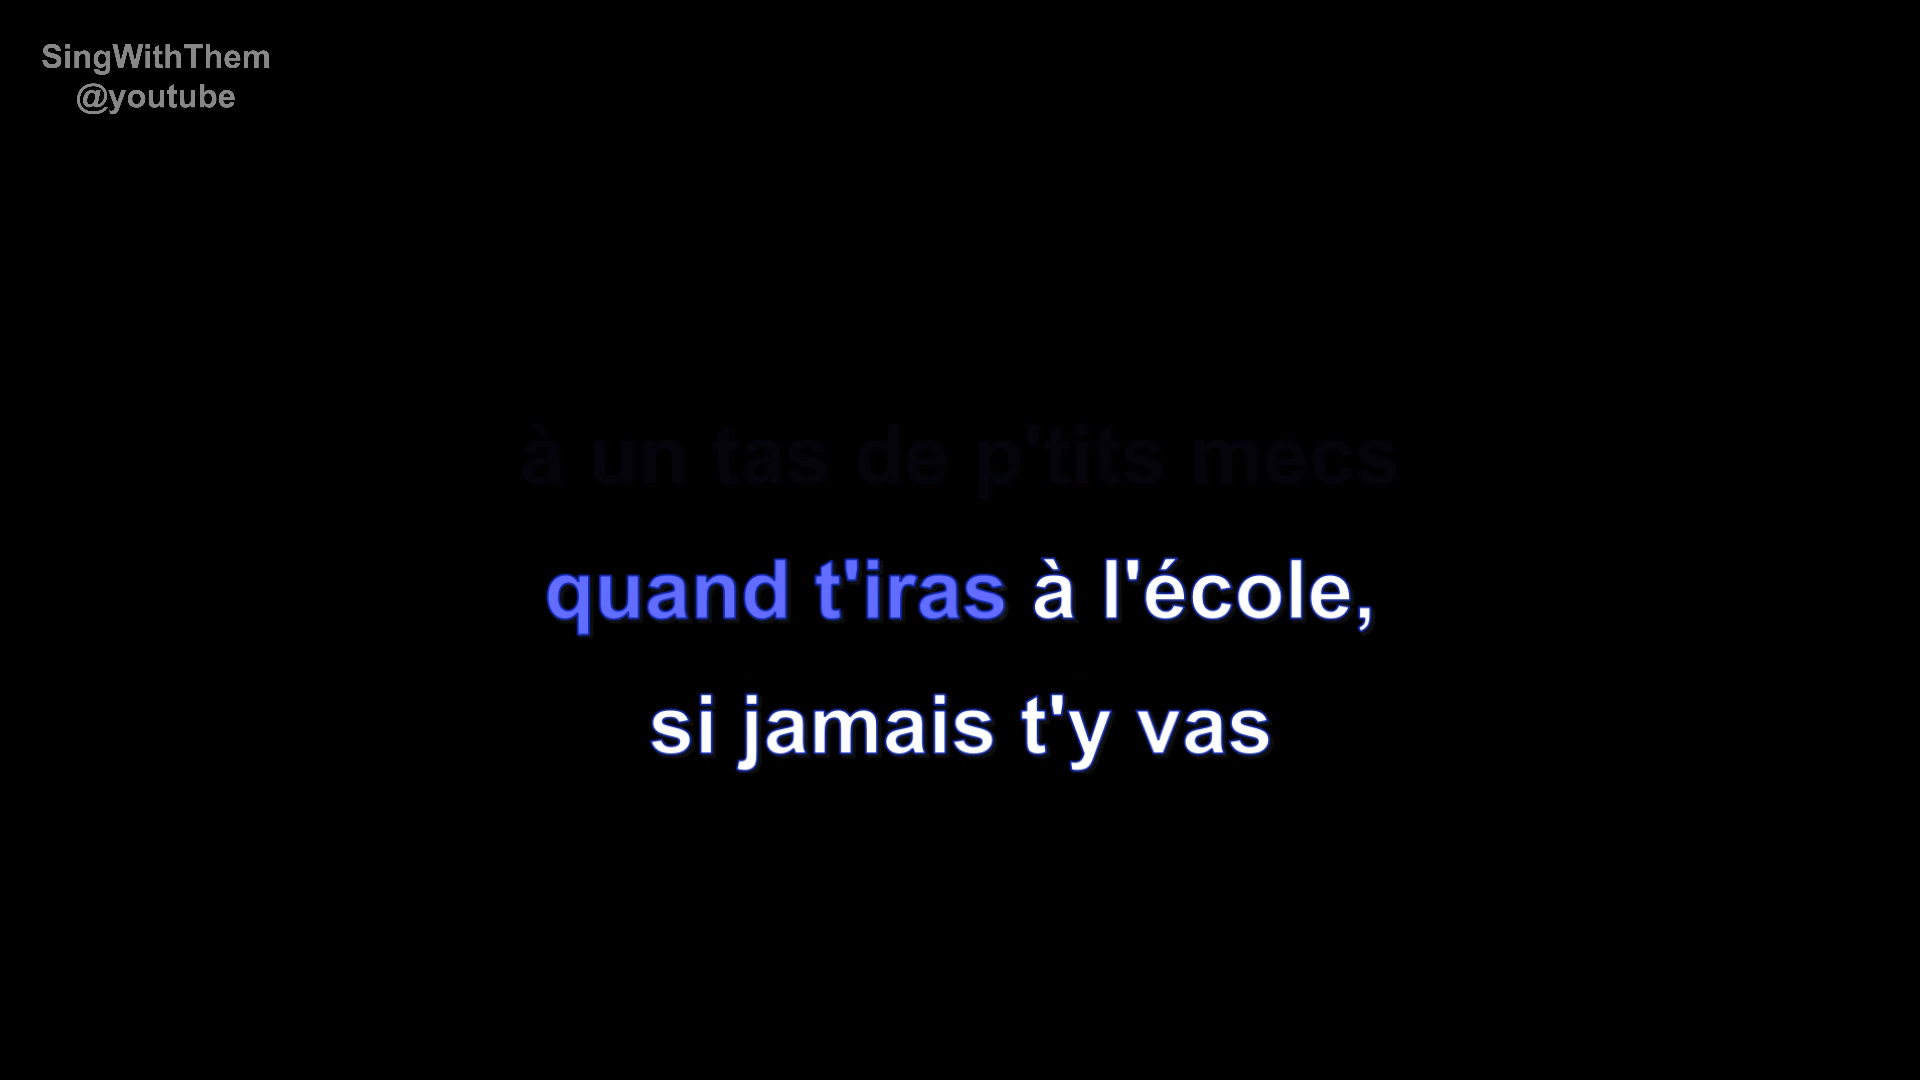 SingWithThem
@youtube
à un tas de p'tits mecs
quand t'iras à l'école,
si jamais t'y vas